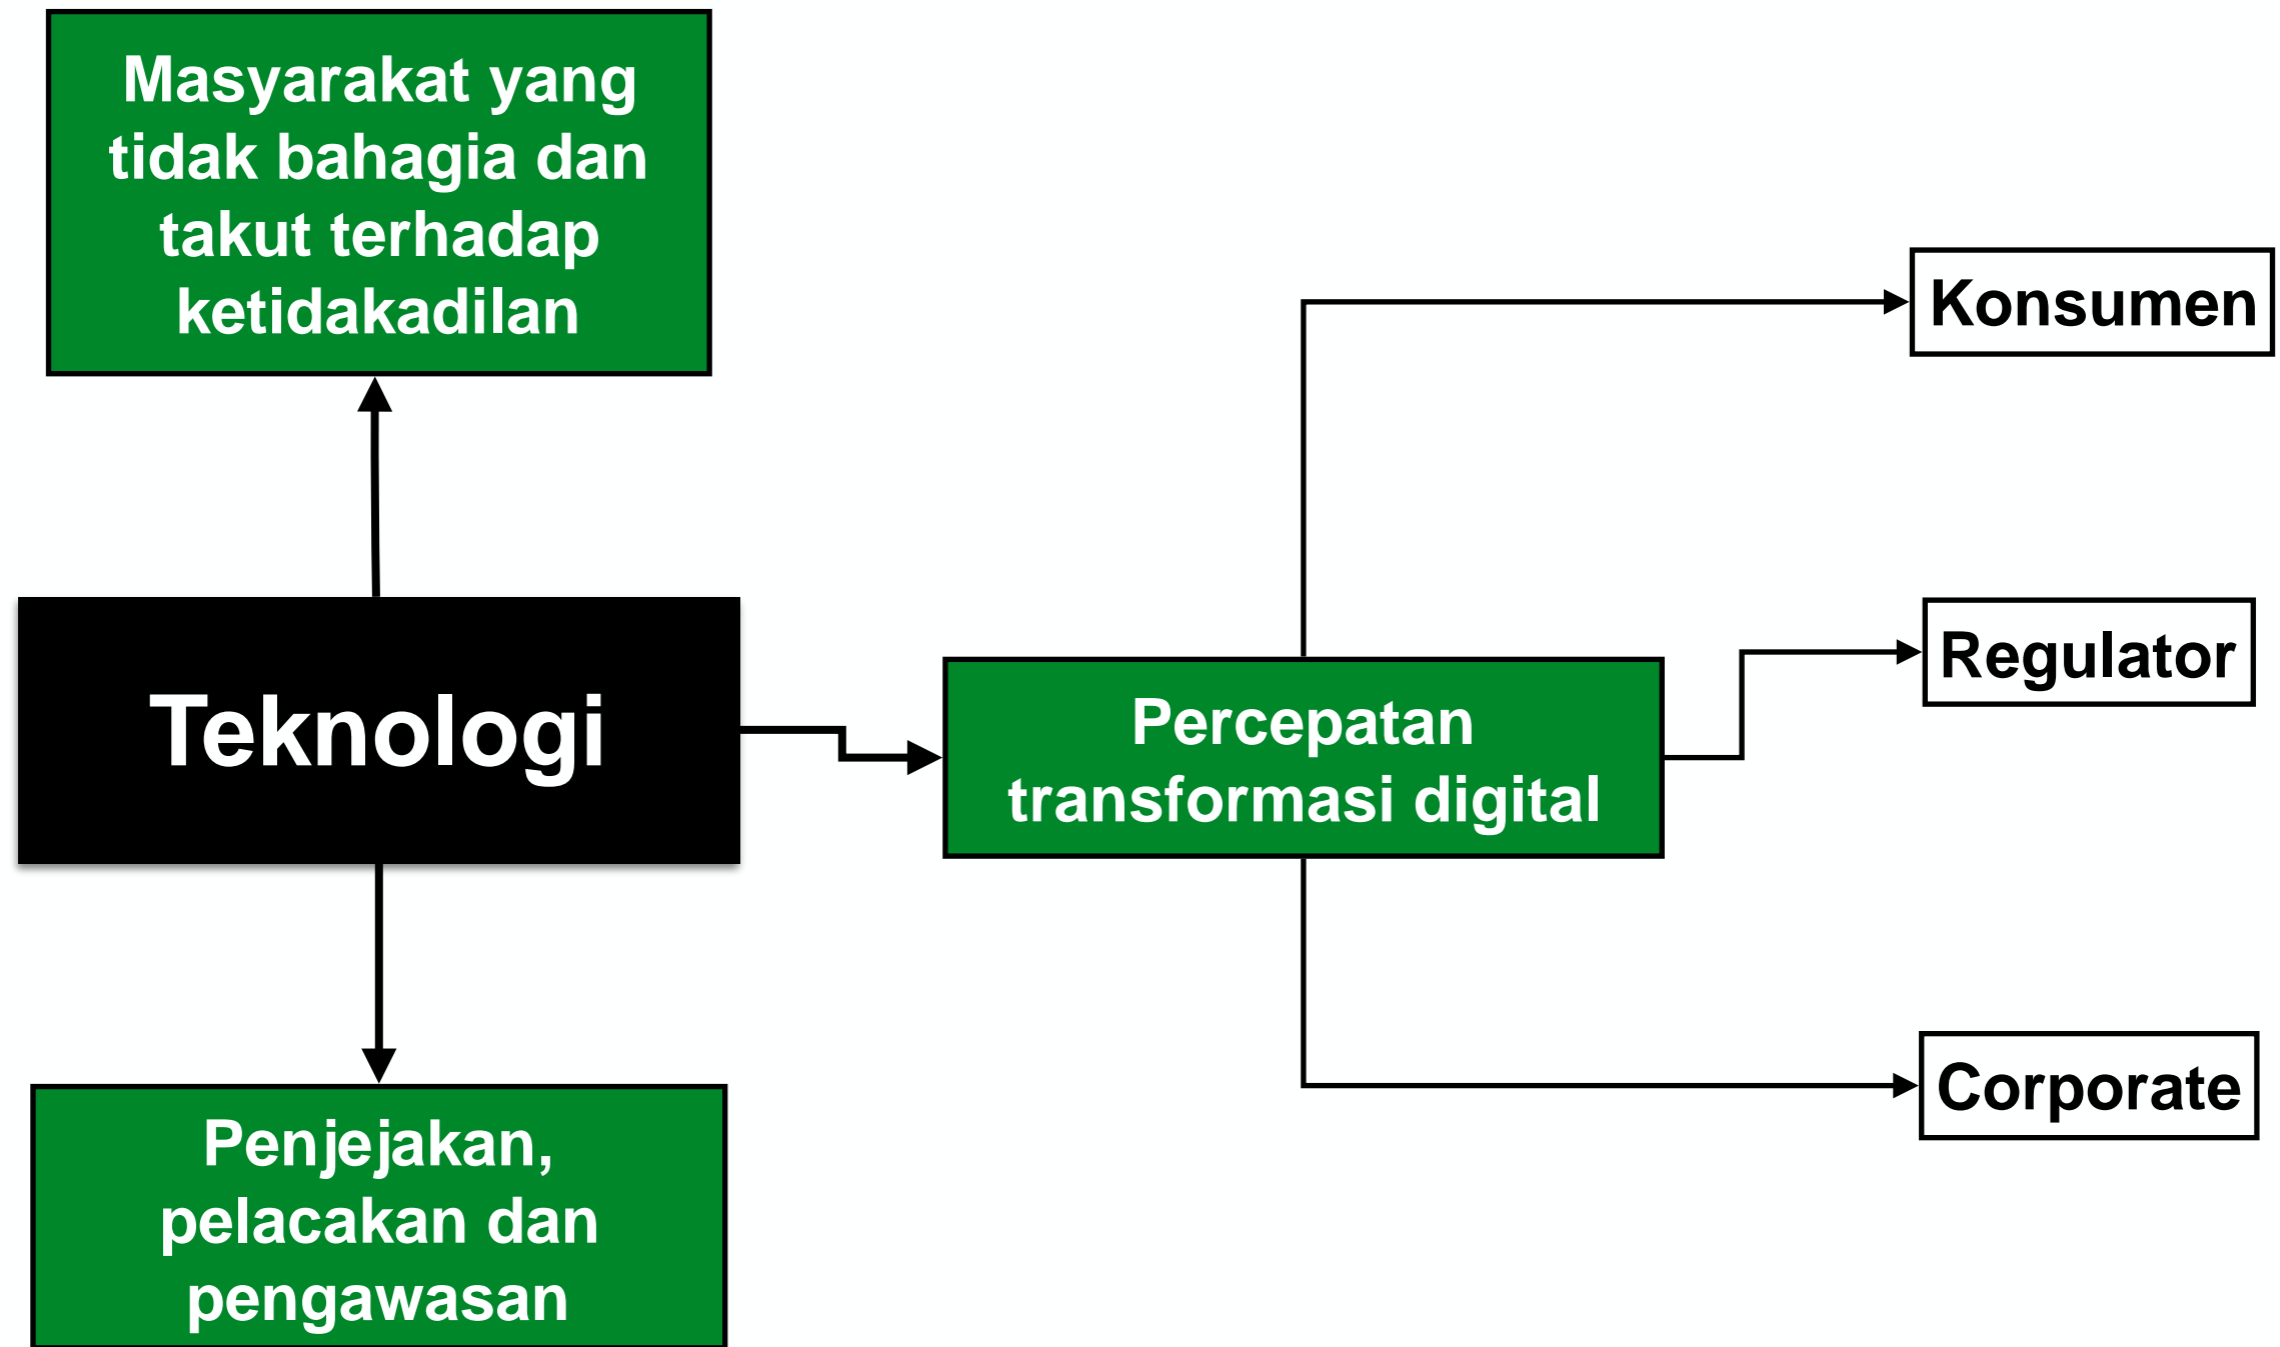 Masyarakat yang
tidak bahagia dan
takut terhadap
ketidakadilan
Konsumen
Regulator
Teknologi
Percepatan
transformasi digital
Corporate
Penjejakan,
pelacakan dan
pengawasan